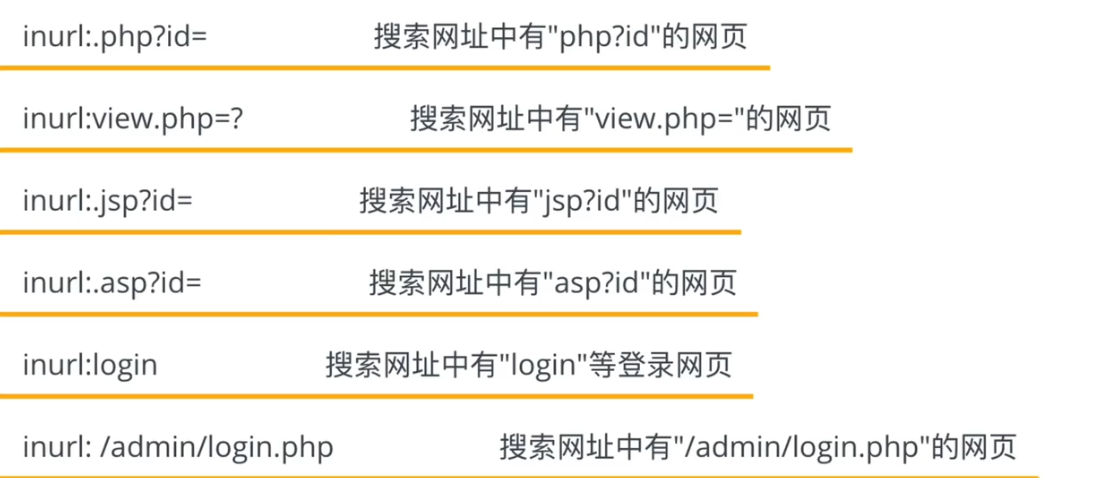 inurl:.php?id= 搜索网址中有"php?id"的网页
inurl:view.php=? 搜索网址中有"view.php="的网页
inurl:.jsp?id= 搜索网址中有"jsp?id"的网页
inurl:.asp?id= 搜索网址中有"asp?id"的网页
inurl:login 搜索网址中有"login"等登录网页
inurl: /admin/login.php 搜索网址中有"/admin/login.php"的网页